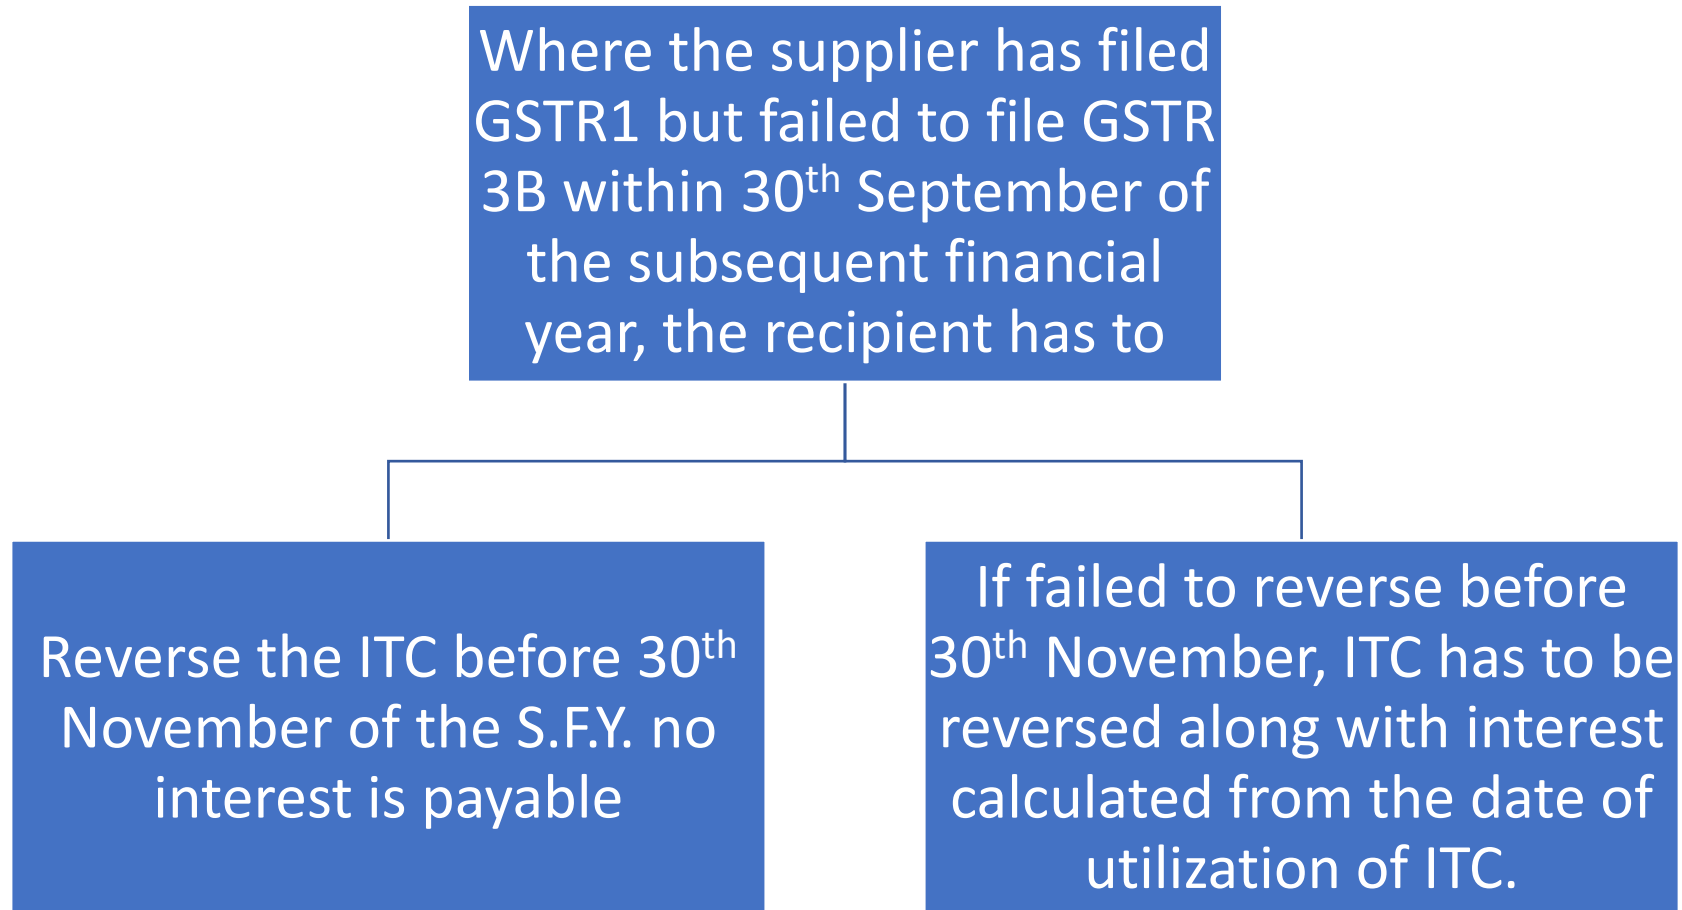 Where the supplier has filed
GSTR1 but failed to file GSTR
3B within 30th September of
the subsequent financial
year, the recipient has to
Reverse the ITC before 30th
November of the S.F.Y. no
interest is payable
If failed to reverse before
30th November, ITC has to be
reversed along with interest
calculated from the date of
utilization of ITC.